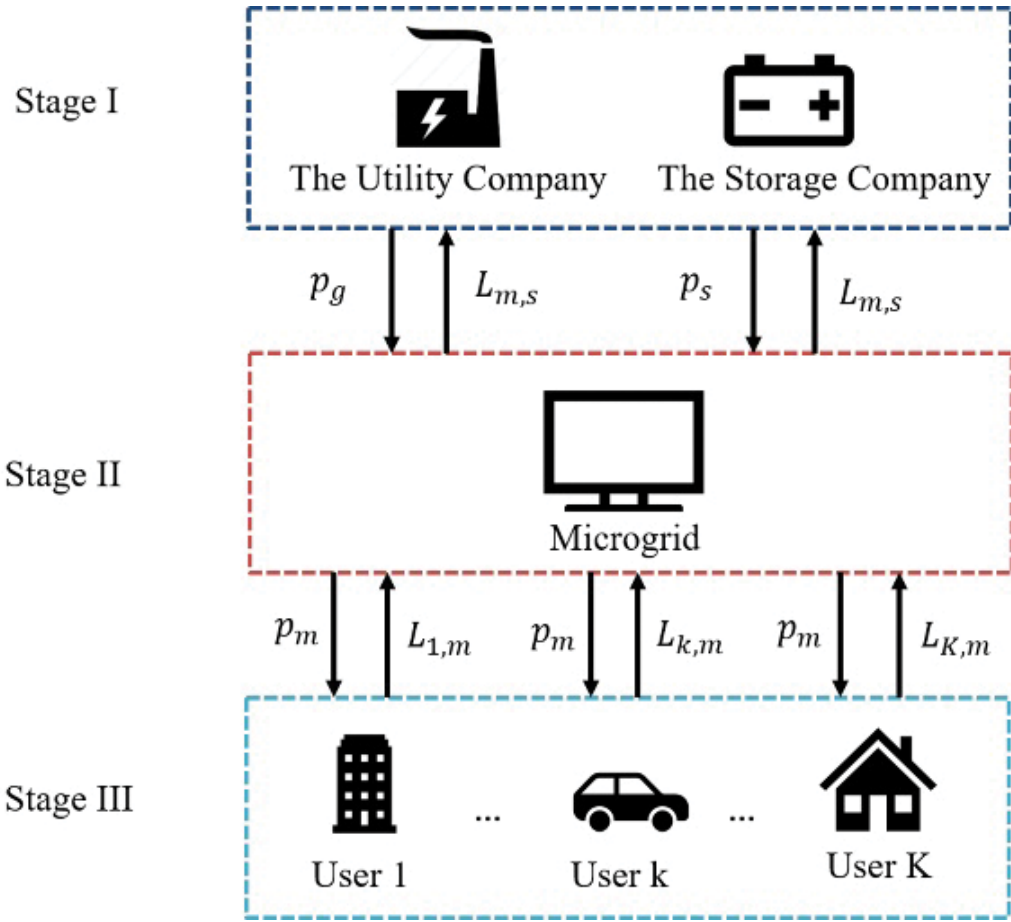 Stage I
The Utility Company
The Storage Company
p_g
L_{m,s}
p_s
L_{m,s}
Stage II
Microgrid
p_m
L_{1,m}
p_m
L_{k,m}
p_m
L_{K,m}
Stage III
... ...
User 1
User k
User K